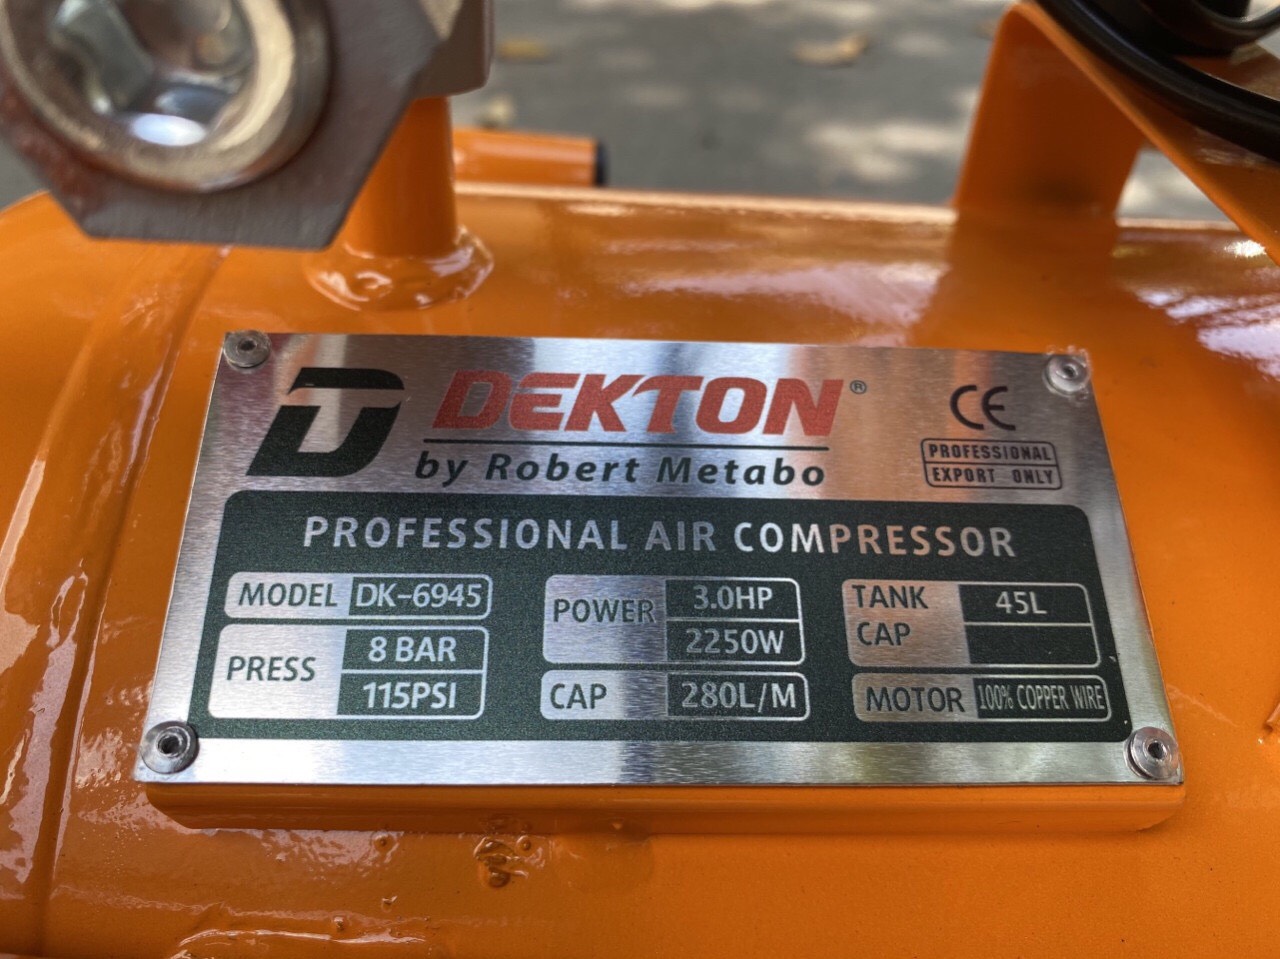 DEKTON®
by Robert Metabo
CE
PROFESSIONAL
EXPORT ONLY
PROFESSIONAL AIR COMPRESSOR
MODEL DK-6945
PRESS 8 BAR
115PSI
POWER 3.0HP
2250W
CAP 280L/M
TANK CAP 45L
MOTOR 100% COPPER WIRE